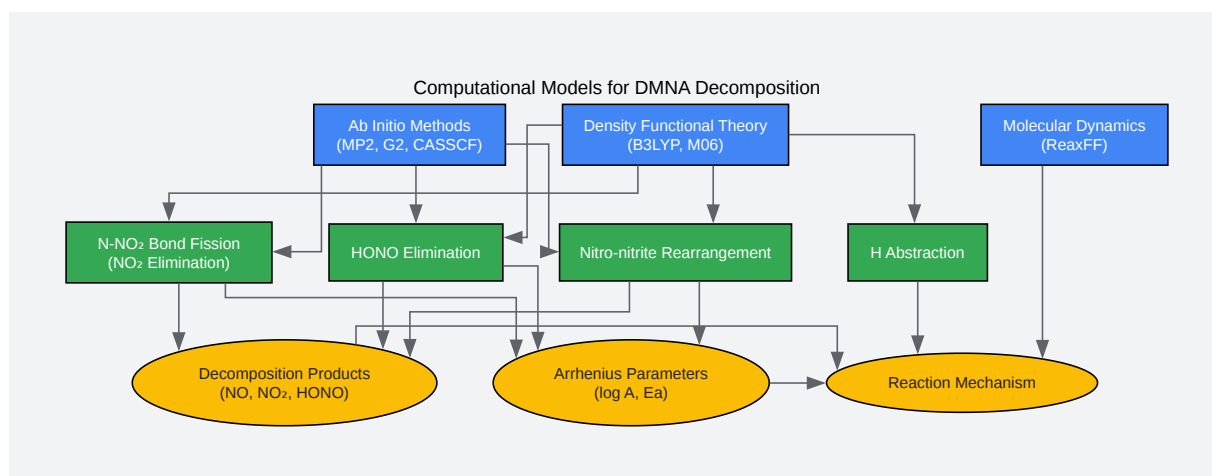 Computational Models for DMNA Decomposition
Ab Initio Methods
(MP2, G2, CASSCF)
Density Functional Theory
(B3LYP, M06)
Molecular Dynamics
(ReaxFF)
N-NO₂ Bond Fission
(NO₂ Elimination)
HONO Elimination
Nitro-nitrite Rearrangement
H Abstraction
Decomposition Products
(NO, NO₂, HONO)
Arrhenius Parameters
(log A, Ea)
Reaction Mechanism